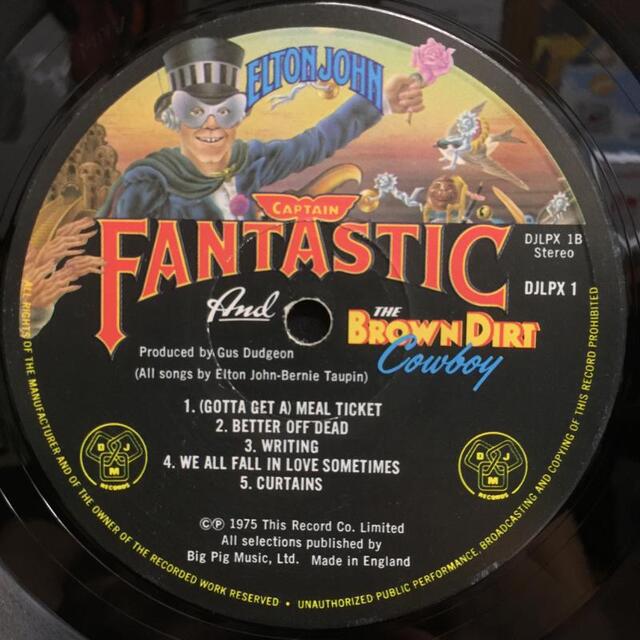 ELTON JOHN
CAPTAIN
FANTASTIC
And
THE
BROWN DIRT
Cowboy
DJLPX 1B
Stereo
DJLPX 1
Produced by Gus Dudgeon
(All songs by Elton John-Bernie Taupin)
1. (GOTTA GET A) MEAL TICKET
2. BETTER OFF DEAD
3. WRITING
4. WE ALL FALL IN LOVE SOMETIMES
5. CURTAINS
DJM
RECORDS
DJM
RECORDS
©℗ 1975 This Record Co. Limited
All selections published by
Big Pig Music, Ltd. Made in England
ALL RIGHTS OF THE MANUFACTURER AND OF THE OWNER OF THE RECORDED WORK RESERVED • UNAUTHORIZED PUBLIC PERFORMANCE, BROADCASTING AND COPYING OF THIS RECORD PROHIBITED